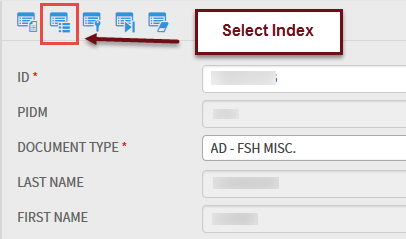 Select Index
ID *
PIDM
DOCUMENT TYPE *
AD - FSH MISC.
LAST NAME
FIRST NAME